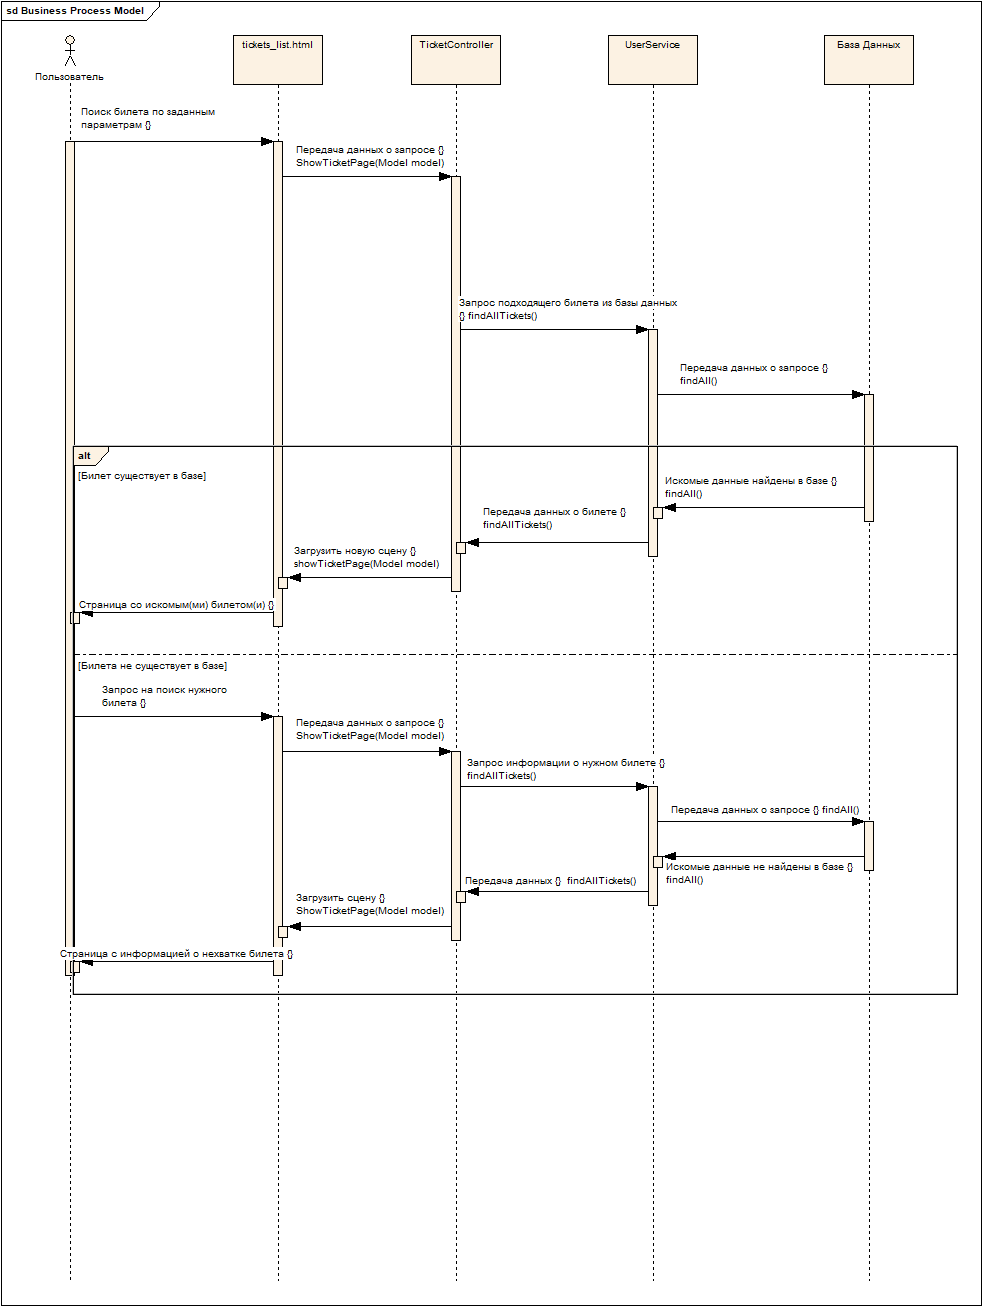 sd Business Process Model
Пользователь
tickets_list.html
TicketController
UserService
База Данных
Поиск билета по заданным
параметрам {}
Передача данных о запросе {}
ShowTicketPage(Model model)
Запрос подходящего билета из базы данных
{} findAllTickets()
Передача данных о запросе {}
findAll()
alt
[Билет существует в базе]
Искомые данные найдены в базе {}
findAll()
Передача данных о билете {}
findAllTickets()
Загрузить новую сцену {}
showTicketPage(Model model)
Страница со искомым(ми) билетом(и) {}
[Билета не существует в базе]
Запрос на поиск нужного
билета {}
Передача данных о запросе {}
ShowTicketPage(Model model)
Запрос информации о нужном билете {}
findAllTickets()
Передача данных о запросе {} findAll()
Искомые данные не найдены в базе {}
findAll()
Передача данных {} findAllTickets()
Загрузить сцену {}
ShowTicketPage(Model model)
Страница с информацией о нехватке билета {}